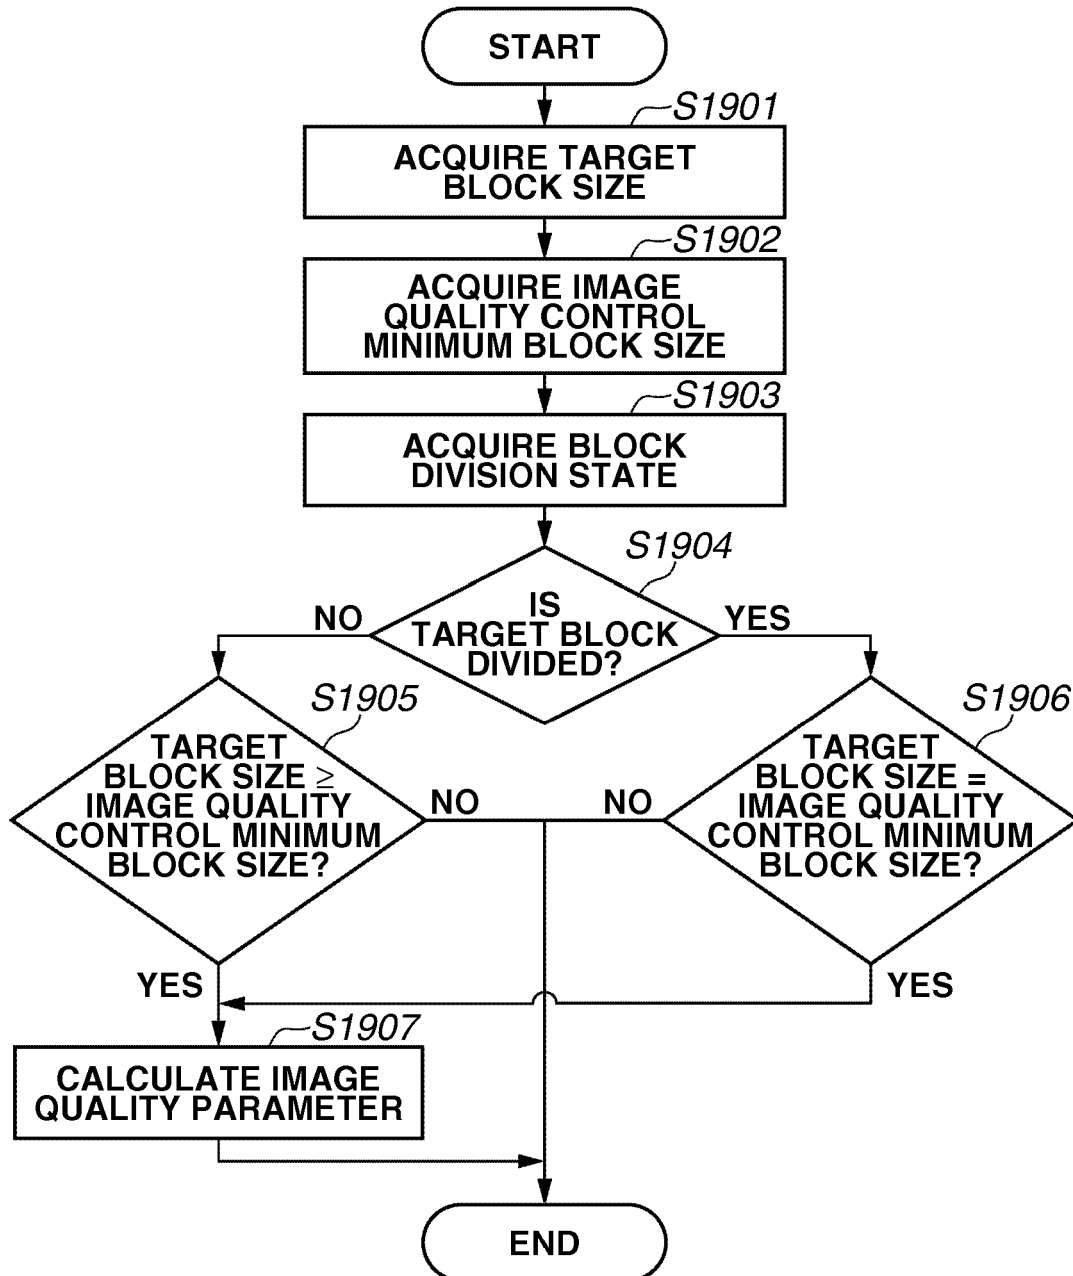 START
S1901
ACQUIRE TARGET
BLOCK SIZE
S1902
ACQUIRE IMAGE
QUALITY CONTROL
MINIMUM BLOCK SIZE
S1903
ACQUIRE BLOCK
DIVISION STATE
S1904
IS
TARGET BLOCK
DIVIDED?
NO
YES
S1905
TARGET
BLOCK SIZE ≥
IMAGE QUALITY
CONTROL MINIMUM
BLOCK SIZE?
NO
YES
S1906
TARGET
BLOCK SIZE =
IMAGE QUALITY
CONTROL MINIMUM
BLOCK SIZE?
NO
YES
S1907
CALCULATE IMAGE
QUALITY PARAMETER
END